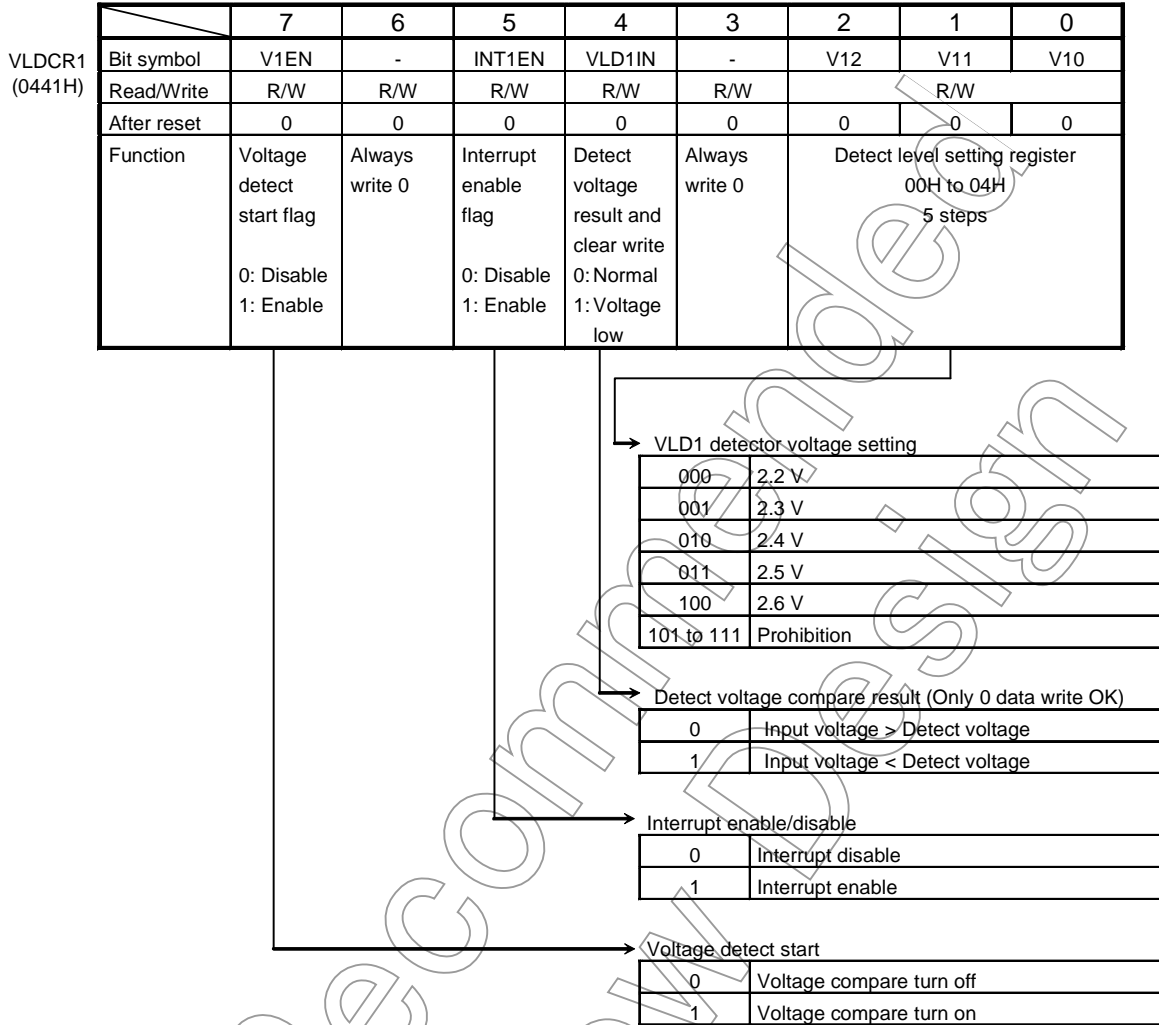 7 6 5 4 3 2 1 0
VLDCR1 (0441H)
Bit symbol V1EN - INT1EN VLD1IN - V12 V11 V10
Read/Write R/W R/W R/W R/W R/W R/W
After reset 0 0 0 0 0 0 0 0
Function
Voltage
detect
start flag
0: Disable
1: Enable
Always
write 0
Interrupt
enable
flag
0: Disable
1: Enable
Detect
voltage
result and
clear write
0: Normal
1: Voltage
low
Always
write 0
Detect level setting register
00H to 04H
5 steps
VLD1 detector voltage setting
000 2.2 V
001 2.3 V
010 2.4 V
011 2.5 V
100 2.6 V
101 to 111 Prohibition
Detect voltage compare result (Only 0 data write OK)
0 Input voltage > Detect voltage
1 Input voltage < Detect voltage
Interrupt enable/disable
0 Interrupt disable
1 Interrupt enable
Voltage detect start
0 Voltage compare turn off
1 Voltage compare turn on
ecommended
w Design